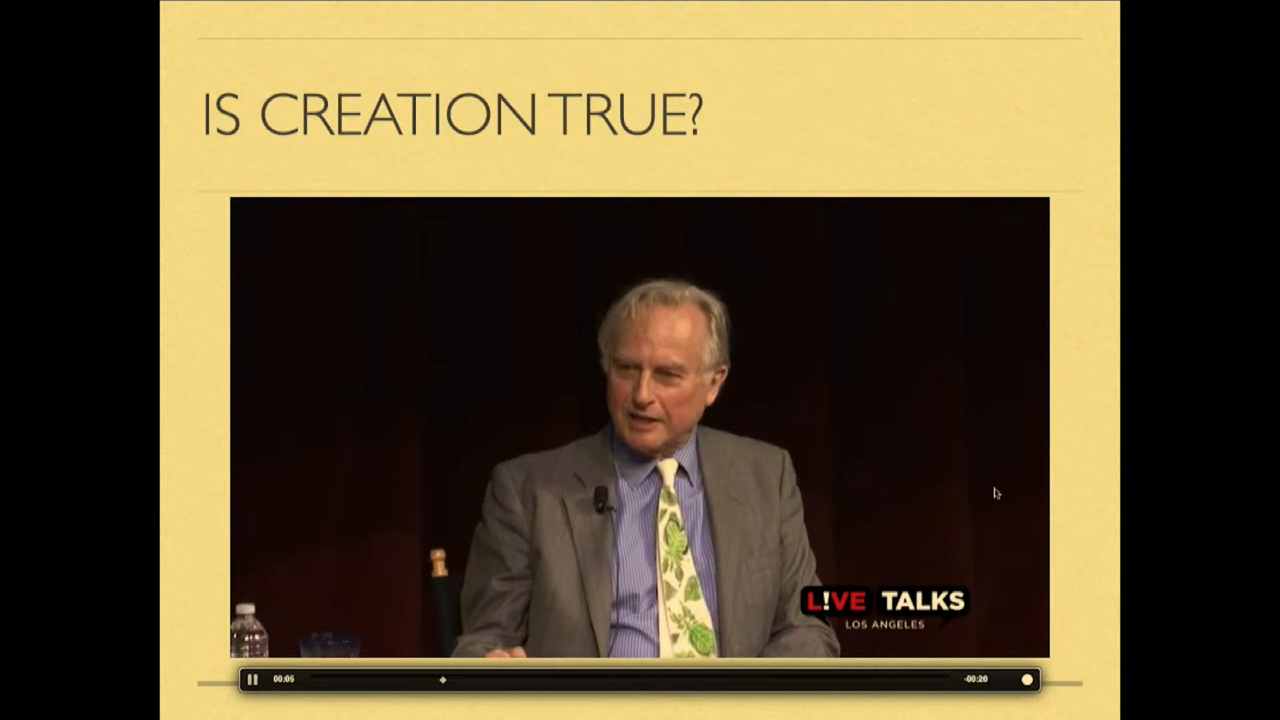 IS CREATION TRUE?
L!VE TALKS
LOS ANGELES
00:05
-00:20